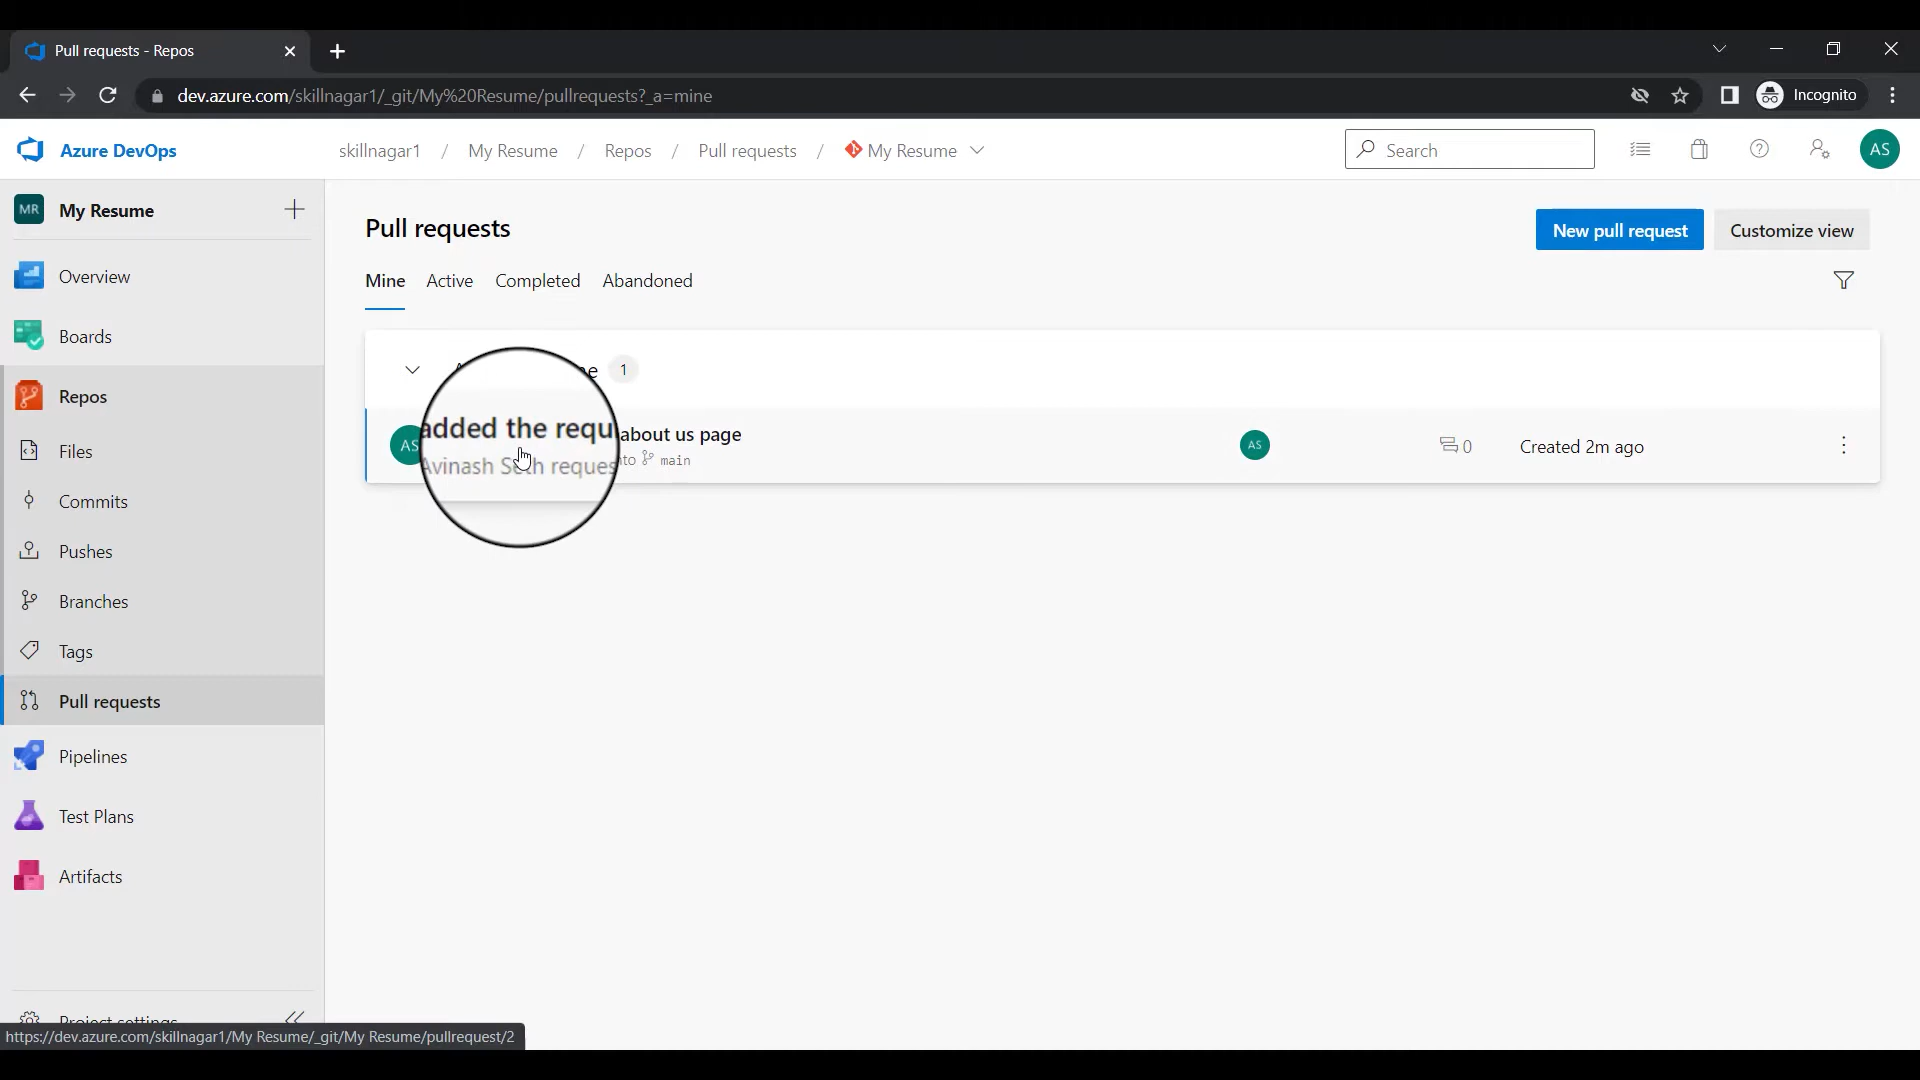 Pull requests - Repos
dev.azure.com/skillnagar1/_git/My%20Resume/pullrequests?_a=mine
Incognito
Azure DevOps
skillnagar1 / My Resume / Repos / Pull requests / My Resume
Search
AS
MR
My Resume
Overview
Boards
Repos
Files
Commits
Pushes
Branches
Tags
Pull requests
Pipelines
Test Plans
Artifacts
Project settings
https://dev.azure.com/skillnagar1/My Resume/_git/My Resume/pullrequest/2
Pull requests
New pull request
Customize view
Mine
Active
Completed
Abandoned
1
AS
added the requ
about us page
Avinash Seth reques
main
AS
0
Created 2m ago